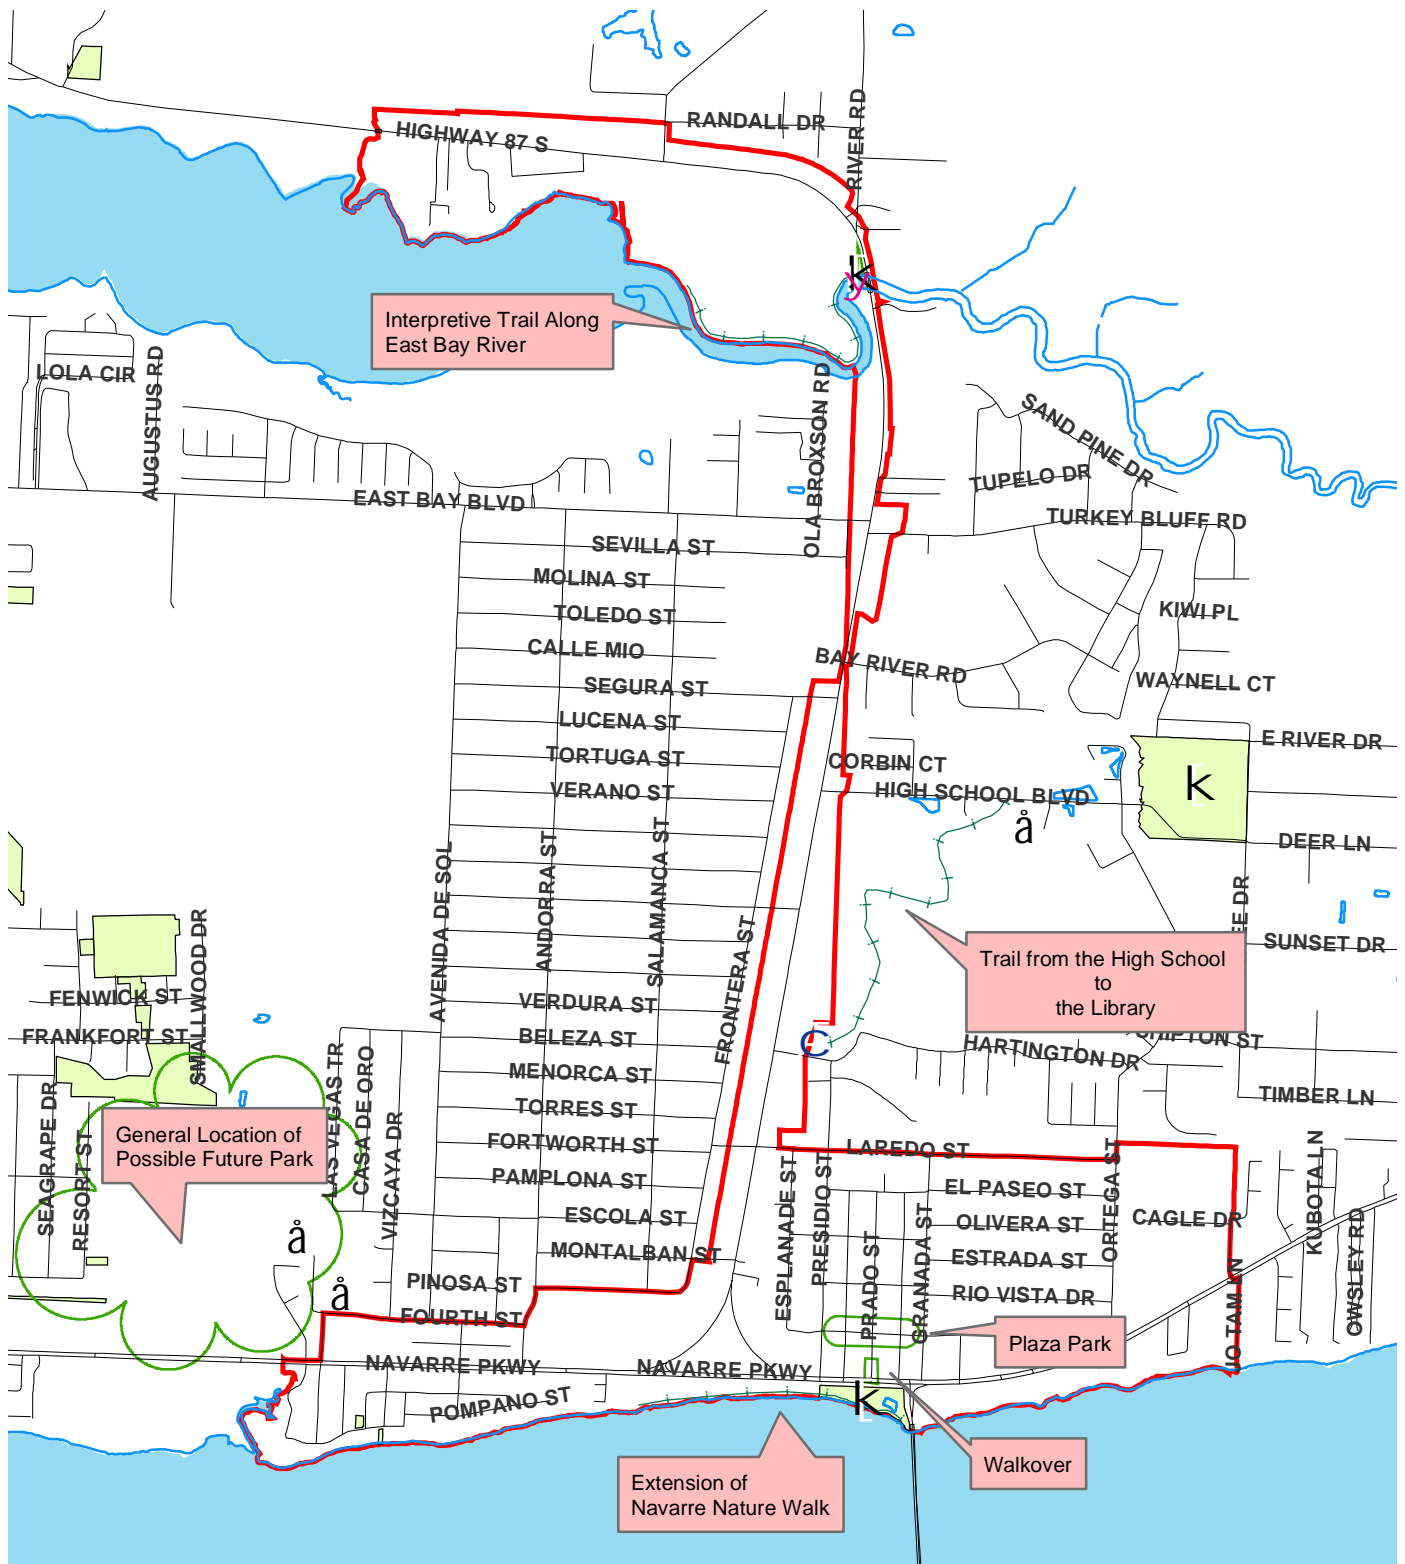 RANDALL DR
HIGHWAY 87 S
RIVER RD
k
y
Interpretive Trail Along
East Bay River
LOLA CIR
AUGUSTUS RD
OLA BROXSON RD
SAND PINE DR
TUPELO DR
EAST BAY BLVD
TURKEY BLUFF RD
SEVILLA ST
MOLINA ST
TOLEDO ST
KIWI PL
CALLE MIO
BAY RIVER RD
SEGURA ST
WAYNELL CT
LUCENA ST
E RIVER DR
TORTUGA ST
CORBIN CT
VERANO ST
HIGH SCHOOL BLVD
k
å
DEER LN
AVENIDA DE SOL
ANDORRA ST
SALAMANCA ST
FRONTERA ST
SMALLWOOD DR
EE DR
SUNSET DR
Trail from the High School
to
the Library
FENWICK ST
VERDURA ST
FRANKFORT ST
BELEZA ST
C
SHIPTON ST
HARTINGTON DR
MENORCA ST
TIMBER LN
TORRES ST
LAS VEGAS TR
CASA DE ORO
VIZCAYA DR
SEAGRAPE DR
RESORT ST
General Location of
Possible Future Park
FORTWORTH ST
LAREDO ST
PAMPLONA ST
EL PASEO ST
ESPLANADE ST
PRESIDIO ST
PRADO ST
GRANADA ST
ORTEGA ST
KUBOTA LN
OWSLEY RD
ESCOLA ST
OLIVERA ST
CAGLE DR
å
MONTALBAN ST
ESTRADA ST
PINOSA ST
å
RIO VISTA DR
JO TAM LN
FOURTH ST
Plaza Park
NAVARRE PKWY
NAVARRE PKWY
POMPANO ST
k
Walkover
Extension of
Navarre Nature Walk